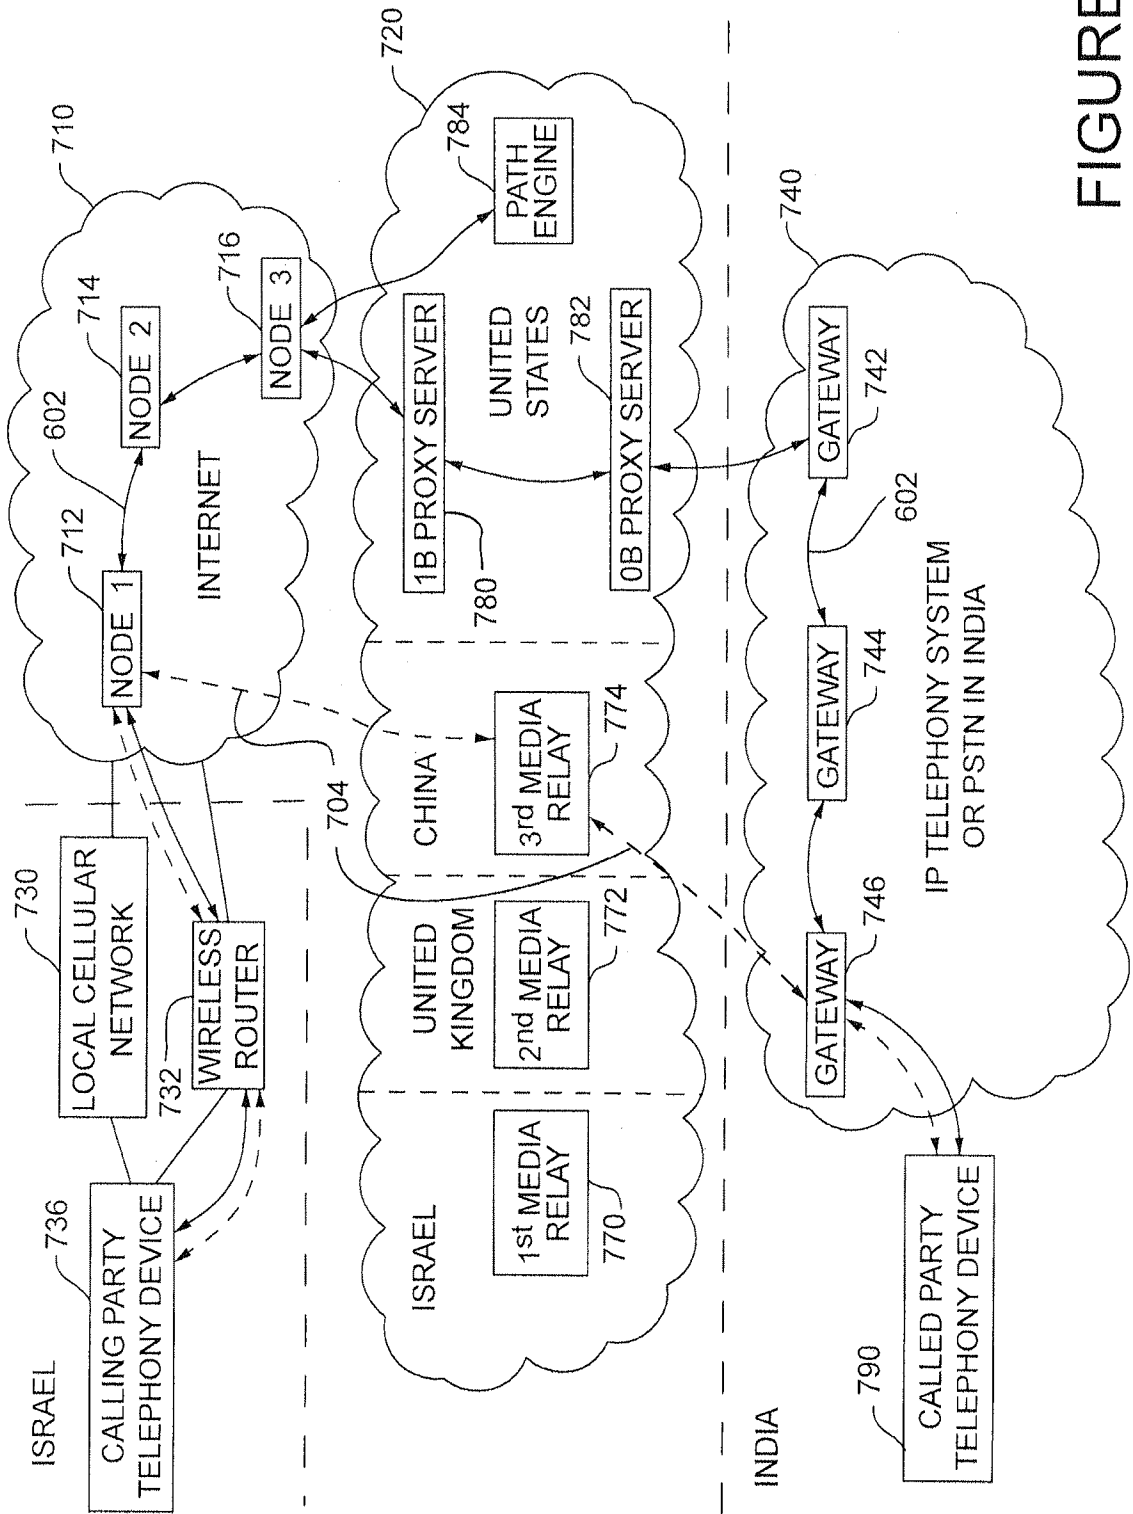 ISRAEL
736
CALLING PARTY
TELEPHONY DEVICE
730
LOCAL CELLULAR
NETWORK
732
WIRELESS
ROUTER
710
712
NODE 1
602
714
NODE 2
716
NODE 3
INTERNET
704
720
ISRAEL
1st MEDIA
RELAY
770
UNITED
KINGDOM
2nd MEDIA
RELAY
772
CHINA
3rd MEDIA
RELAY
774
1B PROXY SERVER
780
UNITED
STATES
782
0B PROXY SERVER
784
PATH
ENGINE
INDIA
790
CALLED PARTY
TELEPHONY DEVICE
740
GATEWAY
746
GATEWAY
744
GATEWAY
742
602
IP TELEPHONY SYSTEM
OR PSTN IN INDIA
FIGURE